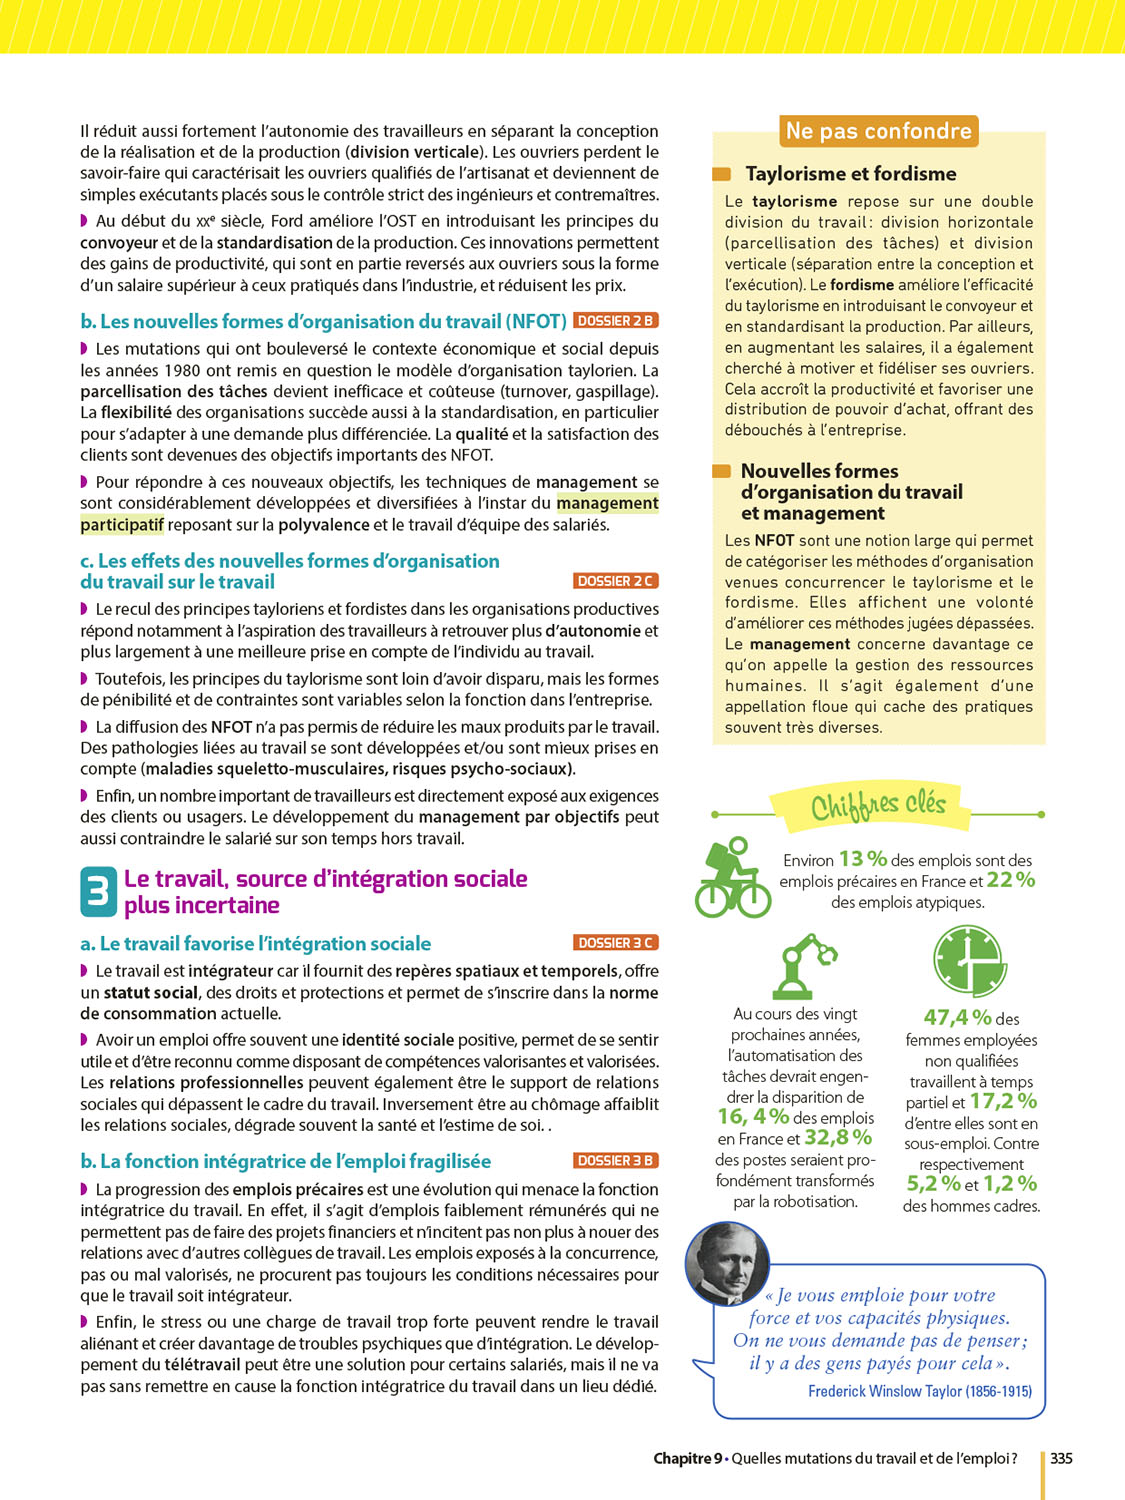 Il réduit aussi fortement l'autonomie des travailleurs en séparant la conception
de la réalisation et de la production (division verticale). Les ouvriers perdent le
savoir-faire qui caractérisait les ouvriers qualifiés de l'artisanat et deviennent de
simples exécutants placés sous le contrôle strict des ingénieurs et contremaîtres.
Au début du XXe siècle, Ford améliore l'OST en introduisant les principes du
convoyeur et de la standardisation de la production. Ces innovations permettent
des gains de productivité, qui sont en partie reversés aux ouvriers sous la forme
d'un salaire supérieur à ceux pratiqués dans l'industrie, et réduisent les prix.
b. Les nouvelles formes d'organisation du travail (NFOT) DOSSIER 2 B
Les mutations qui ont bouleversé le contexte économique et social depuis
les années 1980 ont remis en question le modèle d'organisation taylorien. La
parcellisation des tâches devient inefficace et coûteuse (turnover, gaspillage).
La flexibilité des organisations succède aussi à la standardisation, en particulier
pour s'adapter à une demande plus différenciée. La qualité et la satisfaction des
clients sont devenues des objectifs importants des NFOT.
Pour répondre à ces nouveaux objectifs, les techniques de management se
sont considérablement développées et diversifiées à l'instar du management
participatif reposant sur la polyvalence et le travail d'équipe des salariés.
c. Les effets des nouvelles formes d'organisation
du travail sur le travail DOSSIER 2 C
Le recul des principes tayloriens et fordistes dans les organisations productives
répond notamment à l'aspiration des travailleurs à retrouver plus d'autonomie et
plus largement à une meilleure prise en compte de l'individu au travail.
Toutefois, les principes du taylorisme sont loin d'avoir disparu, mais les formes
de pénibilité et de contraintes sont variables selon la fonction dans l'entreprise.
La diffusion des NFOT n'a pas permis de réduire les maux produits par le travail.
Des pathologies liées au travail se sont développées et/ou sont mieux prises en
compte (maladies squeletto-musculaires, risques psycho-sociaux).
Enfin, un nombre important de travailleurs est directement exposé aux exigences
des clients ou usagers. Le développement du management par objectifs peut
aussi contraindre le salarié sur son temps hors travail.
3 Le travail, source d'intégration sociale
plus incertaine
a. Le travail favorise l'intégration sociale DOSSIER 3 C
Le travail est intégrateur car il fournit des repères spatiaux et temporels, offre
un statut social, des droits et protections et permet de s'inscrire dans la norme
de consommation actuelle.
Avoir un emploi offre souvent une identité sociale positive, permet de se sentir
utile et d'être reconnu comme disposant de compétences valorisantes et valorisées.
Les relations professionnelles peuvent également être le support de relations
sociales qui dépassent le cadre du travail. Inversement être au chômage affaiblit
les relations sociales, dégrade souvent la santé et l'estime de soi. .
b. La fonction intégratrice de l'emploi fragilisée DOSSIER 3 B
La progression des emplois précaires est une évolution qui menace la fonction
intégratrice du travail. En effet, il s'agit d'emplois faiblement rémunérés qui ne
permettent pas de faire des projets financiers et n'incitent pas non plus à nouer des
relations avec d'autres collègues de travail. Les emplois exposés à la concurrence,
pas ou mal valorisés, ne procurent pas toujours les conditions nécessaires pour
que le travail soit intégrateur.
Enfin, le stress ou une charge de travail trop forte peuvent rendre le travail
aliénant et créer davantage de troubles psychiques que d'intégration. Le dévelop-
pement du télétravail peut être une solution pour certains salariés, mais il ne va
pas sans remettre en cause la fonction intégratrice du travail dans un lieu dédié.
Ne pas confondre
Taylorisme et fordisme
Le taylorisme repose sur une double
division du travail : division horizontale
(parcellisation des tâches) et division
verticale (séparation entre la conception et
l'exécution). Le fordisme améliore l'efficacité
du taylorisme en introduisant le convoyeur et
en standardisant la production. Par ailleurs,
en augmentant les salaires, il a également
cherché à motiver et fidéliser ses ouvriers.
Cela accroît la productivité et favoriser une
distribution de pouvoir d'achat, offrant des
débouchés à l'entreprise.
Nouvelles formes
d'organisation du travail
et management
Les NFOT sont une notion large qui permet
de catégoriser les méthodes d'organisation
venues concurrencer le taylorisme et le
fordisme. Elles affichent une volonté
d'améliorer ces méthodes jugées dépassées.
Le management concerne davantage ce
qu'on appelle la gestion des ressources
humaines. Il s'agit également d'une
appellation floue qui cache des pratiques
souvent très diverses.
Chiffres clés
Environ 13 % des emplois sont des
emplois précaires en France et 22 %
des emplois atypiques.
Au cours des vingt
prochaines années,
l'automatisation des
tâches devrait engen-
drer la disparition de
16, 4 % des emplois
en France et 32,8 %
des postes seraient pro-
fondément transformés
par la robotisation.
47,4 % des
femmes employées
non qualifiées
travaillent à temps
partiel et 17,2 %
d'entre elles sont en
sous-emploi. Contre
respectivement
5,2 % et 1,2 %
des hommes cadres.
« Je vous emploie pour votre
force et vos capacités physiques.
On ne vous demande pas de penser ;
il y a des gens payés pour cela ».
Frederick Winslow Taylor (1856-1915)
Chapitre 9 • Quelles mutations du travail et de l'emploi ? 335